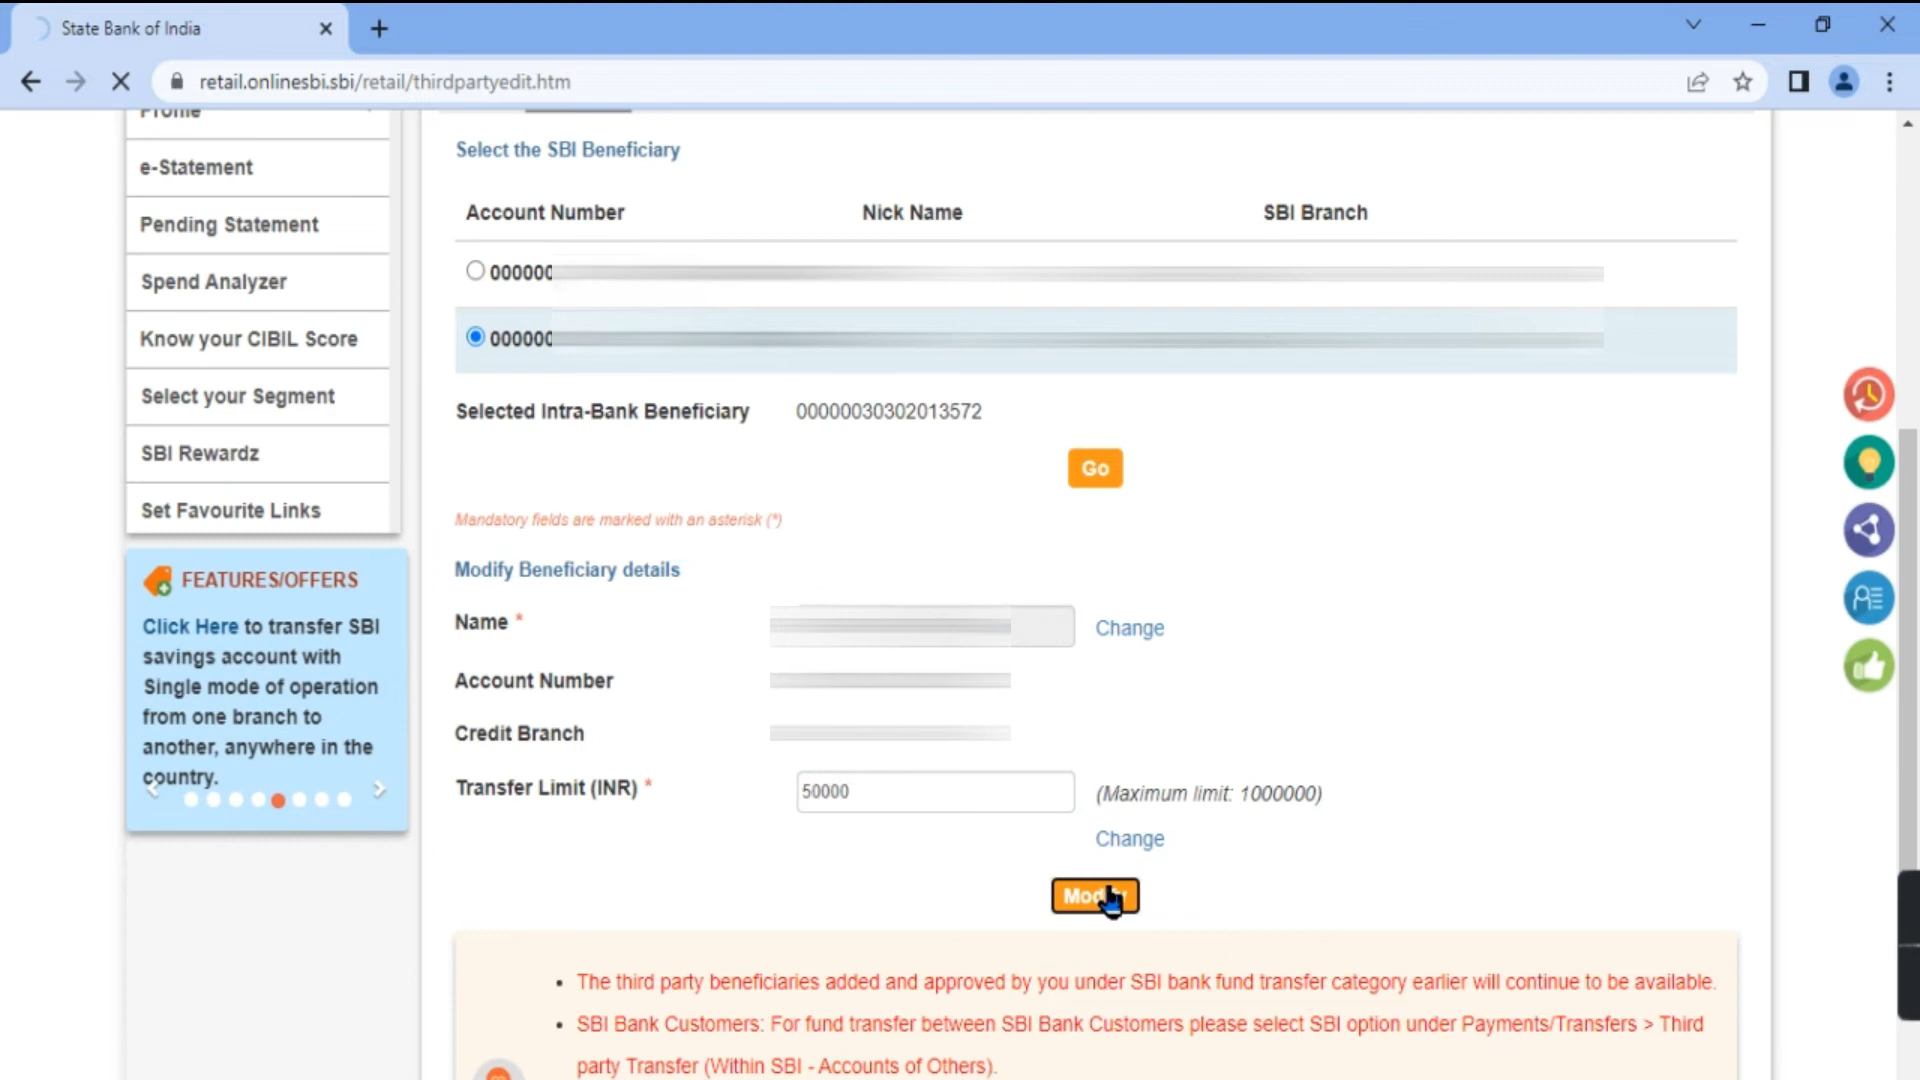 State Bank of India
retail.onlinesbi.sbi/retail/thirdpartyedit.htm
Profile
e-Statement
Pending Statement
Spend Analyzer
Know your CIBIL Score
Select your Segment
SBI Rewardz
Set Favourite Links
FEATURES/OFFERS
Click Here to transfer SBI
savings account with
Single mode of operation
from one branch to
another, anywhere in the
country.
Select the SBI Beneficiary
Account Number Nick Name SBI Branch
000000
000000
Selected Intra-Bank Beneficiary 00000030302013572
Go
Mandatory fields are marked with an asterisk (*)
Modify Beneficiary details
Name * Change
Account Number
Credit Branch
Transfer Limit (INR) * 50000 (Maximum limit: 1000000)
Change
Modify
• The third party beneficiaries added and approved by you under SBI bank fund transfer category earlier will continue to be available.
• SBI Bank Customers: For fund transfer between SBI Bank Customers please select SBI option under Payments/Transfers > Third
party Transfer (Within SBI - Accounts of Others).